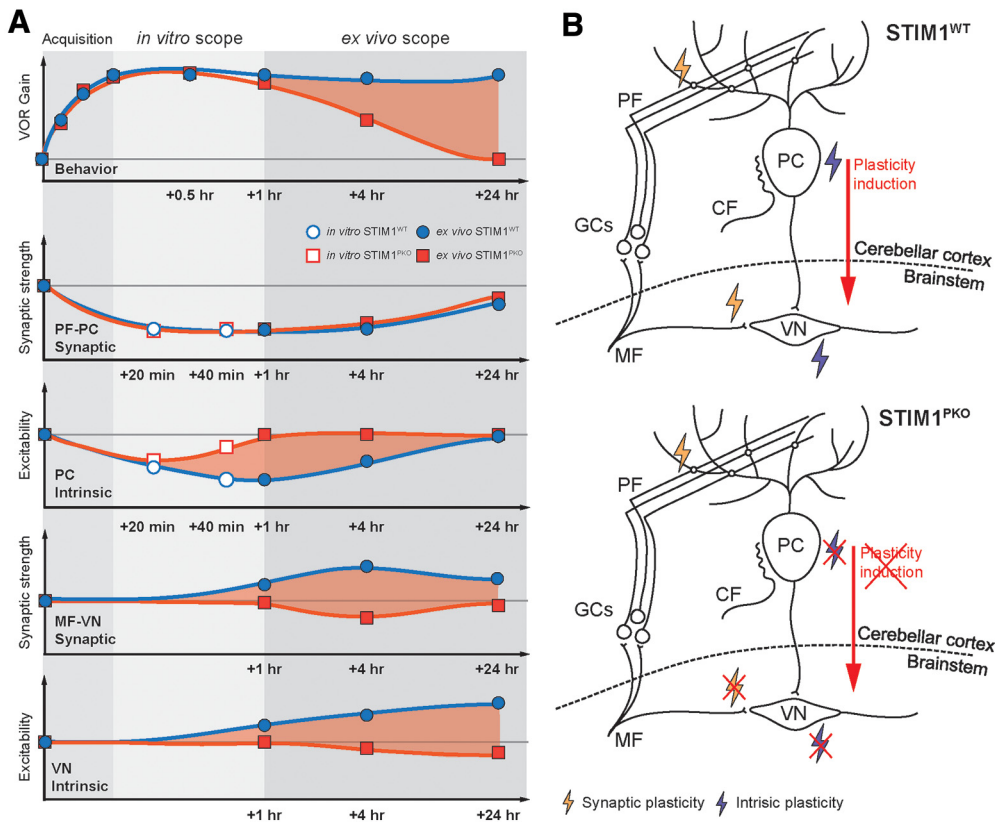 A
Acquisition
in vitro scope
ex vivo scope
VOR Gain
Behavior
+0.5 hr
+1 hr
+4 hr
+24 hr
in vitro STIM1WT
ex vivo STIM1WT
in vitro STIM1PKO
ex vivo STIM1PKO
Synaptic strength
PF-PC
Synaptic
+20 min
+40 min
+1 hr
+4 hr
+24 hr
Excitability
PC
Intrinsic
+20 min
+40 min
+1 hr
+4 hr
+24 hr
Synaptic strength
MF-VN
Synaptic
+1 hr
+4 hr
+24 hr
Excitability
VN
Intrinsic
+1 hr
+4 hr
+24 hr
B
STIM1WT
PF
PC
Plasticity
induction
CF
GCs
Cerebellar cortex
Brainstem
VN
MF
STIM1PKO
PF
PC
Plasticity
induction
CF
GCs
Cerebellar cortex
Brainstem
VN
MF
Synaptic plasticity
Intrisic plasticity